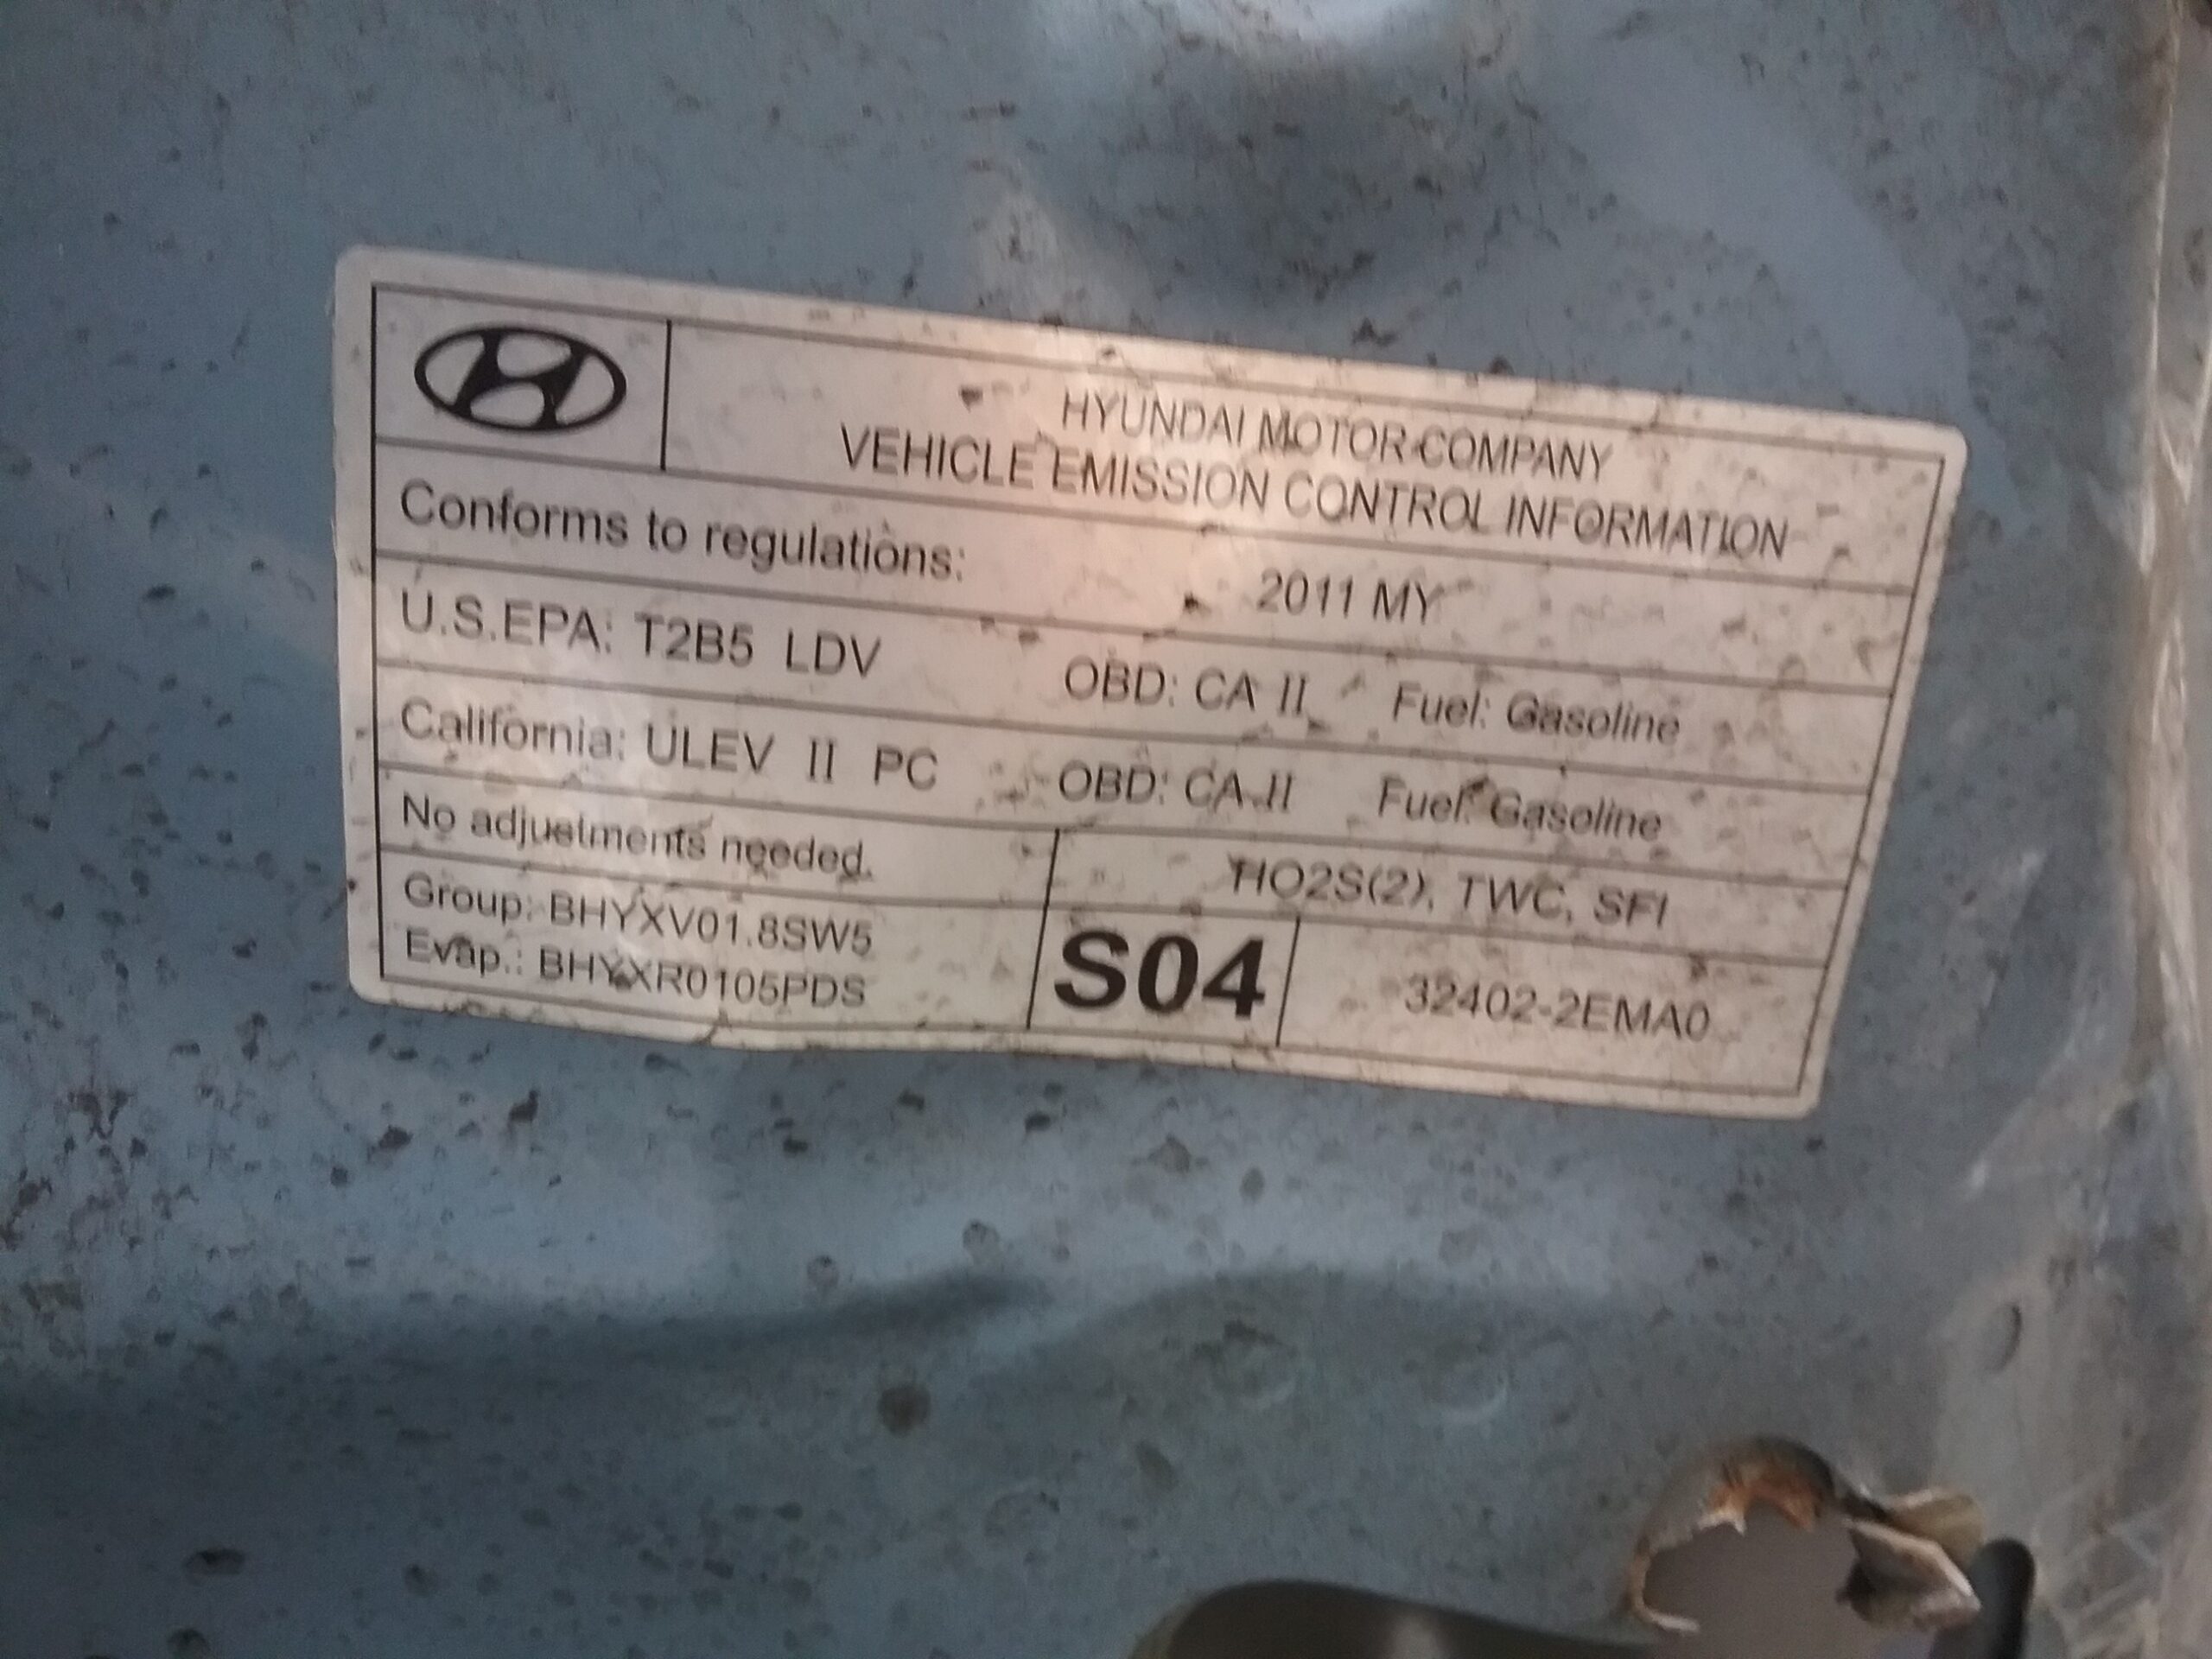 HYUNDAI MOTOR COMPANY
VEHICLE EMISSION CONTROL INFORMATION
Conforms to regulations: 2011 MY
U.S.EPA: T2B5 LDV OBD: CA II Fuel: Gasoline
California: ULEV II PC OBD: CA II Fuel: Gasoline
No adjustments needed.
HO2S(2), TWC, SFI
Group: BHYXV01.8SW5
Evap.: BHYXR0105PDS
S04
32402-2EMA0